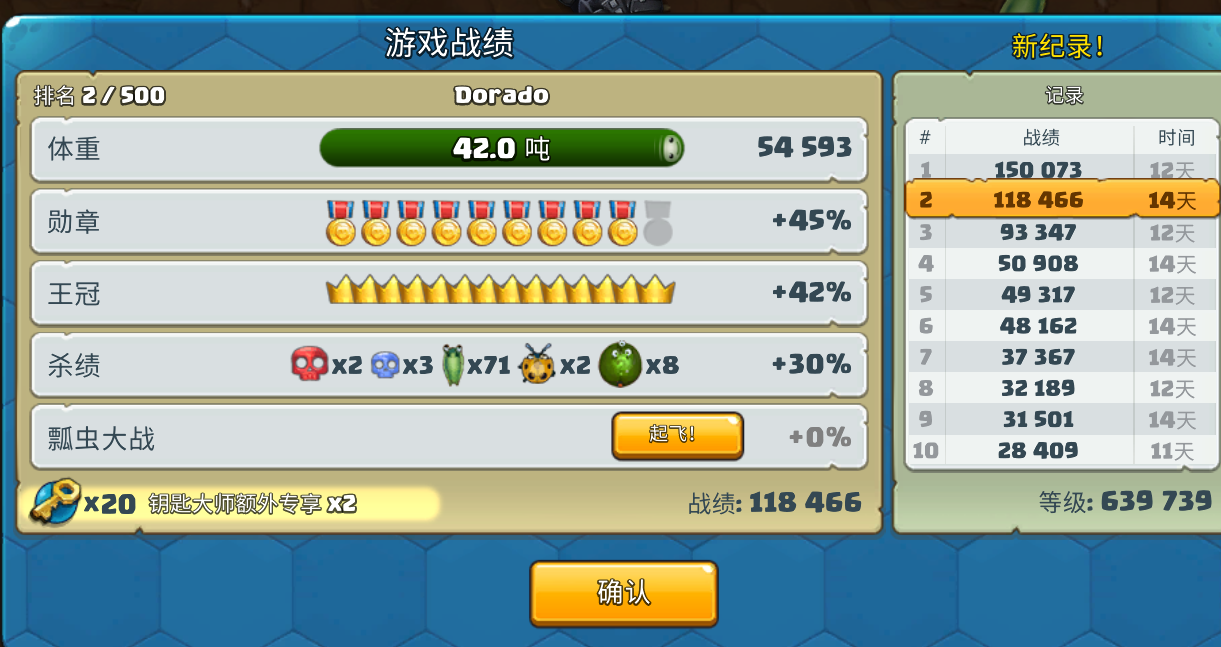 游戏战绩
新纪录!
排名 2 / 500
Dorado
体重
42.0 吨
54 593
勋章
+45%
王冠
+42%
杀绩
x2 x3 x71 x2 x8
+30%
瓢虫大战
起飞!
+0%
x20 钥匙大师额外专享 x2
战绩: 118 466
确认
记录
# 战绩 时间
1 150 073 12天
2 118 466 14天
3 93 347 12天
4 50 908 14天
5 49 317 12天
6 48 162 14天
7 37 367 14天
8 32 189 12天
9 31 501 14天
10 28 409 11天
等级: 639 739